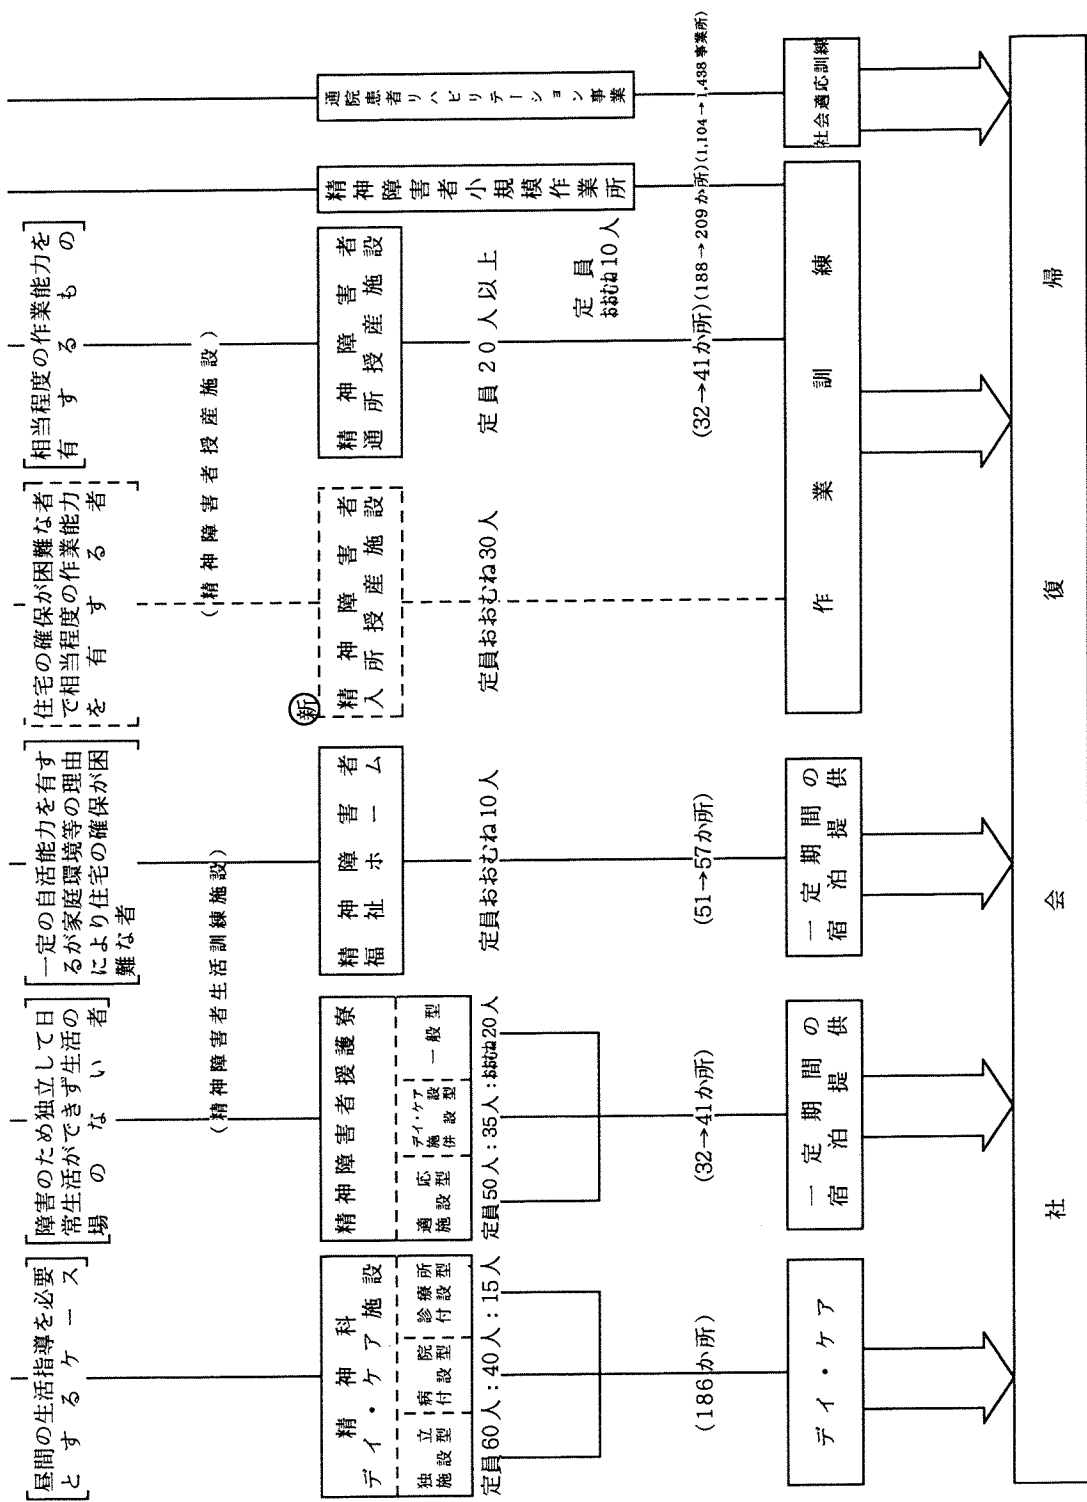 ［昼間の生活指導を必要
とするケース］
精神科
デイ・ケア施設
独立
施設型
病院
付設型
診療所
付設型
定員60人：40人：15人
(186か所)
デイ・ケア
［障害のため独立して日
常生活ができず生活の
場のない者］
（精神障害者生活訓練施設）
精神障害者援護寮
適応
施設型
デイ・ケア
施設
併設型
一般型
定員50人：35人：おおむね20人
(32→41か所)
一定期間の
宿泊提供
［一定の自活能力を有す
るが家庭環境等の理由
により住宅の確保が困
難な者］
精神障害者
福祉ホーム
定員おおむね10人
(51→57か所)
一定期間の
宿泊提供
［住宅の確保が困難な者
で相当程度の作業能力
を有する者］
（精神障害者授産施設）
新
精神障害者
入所授産施設
定員おおむね30人
［相当程度の作業能力を
有するもの］
精神障害者
通所授産施設
定員20人以上
(32→41か所)
精神障害者小規模作業所
定員
おおむね10人
(188→209か所)
作業訓練
通院患者リハビリテーション事業
(1,104→1,438事業所)
社会適応訓練
社会復帰